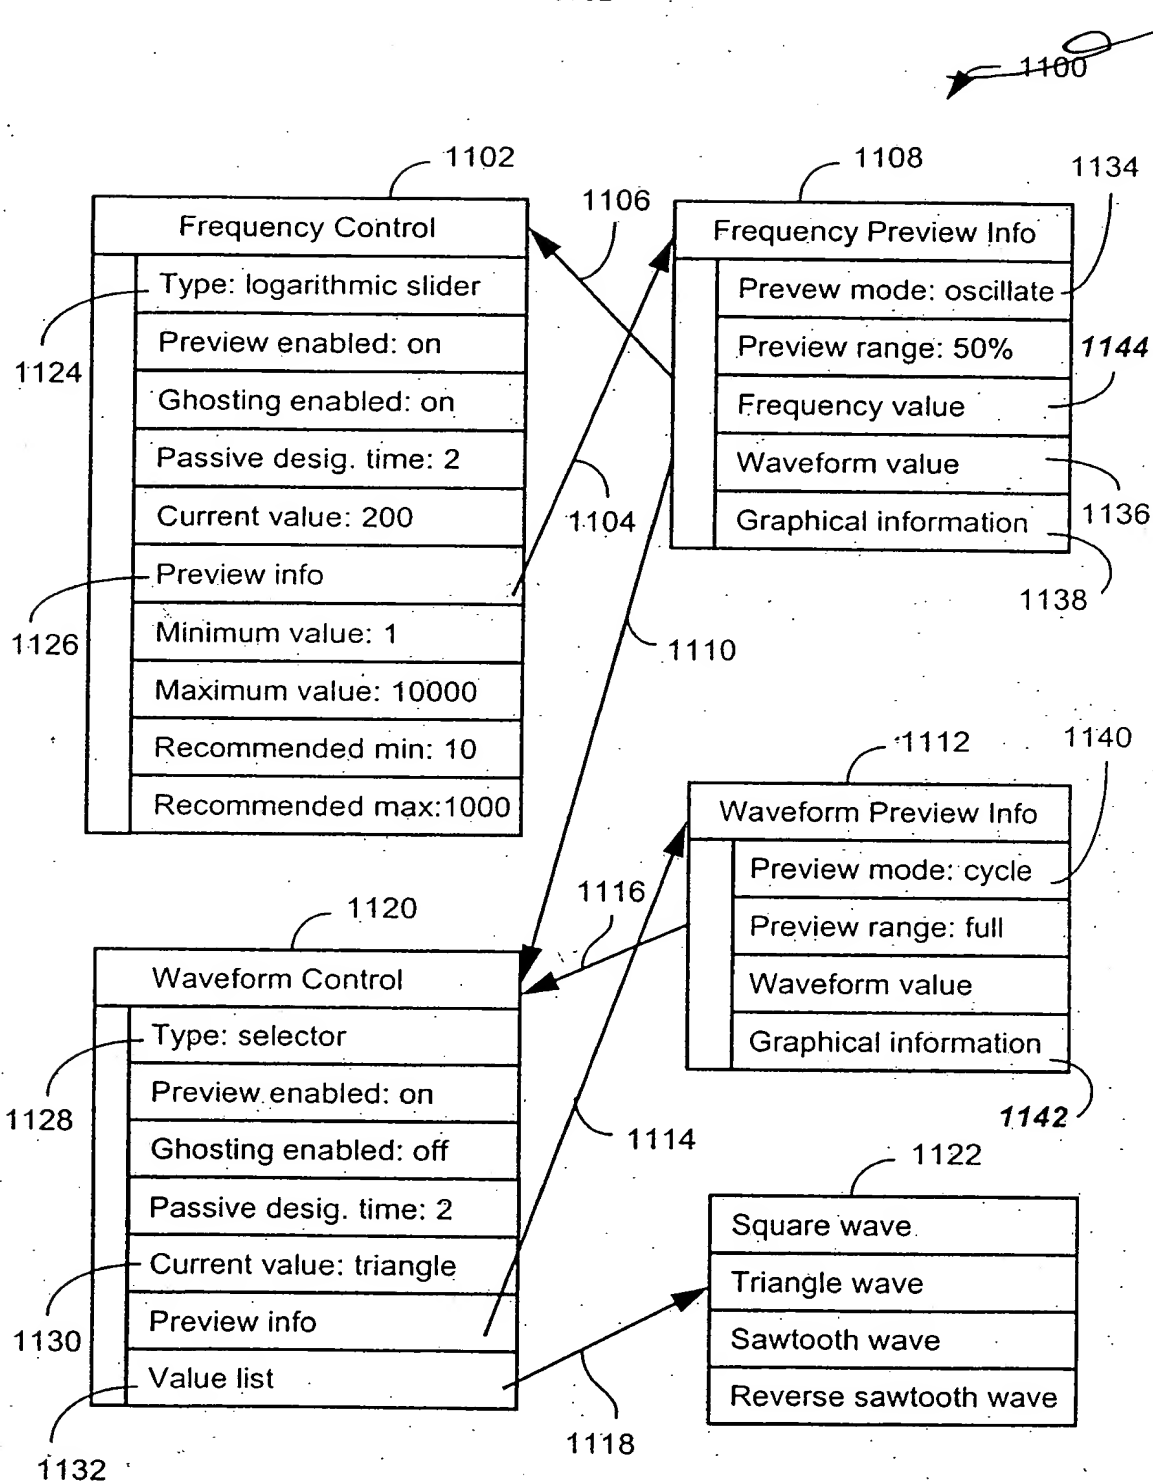 1100
1102
1108
1134
1106
Frequency Control
Type: logarithmic slider
Preview enabled: on
Ghosting enabled: on
Passive desig. time: 2
Current value: 200
Preview info
Minimum value: 1
Maximum value: 10000
Recommended min: 10
Recommended max:1000
1124
1126
Frequency Preview Info
Prevew mode: oscillate
Preview range: 50%
Frequency value
Waveform value
Graphical information
1144
1136
1138
1104
1110
1112
1140
Waveform Preview Info
Preview mode: cycle
Preview range: full
Waveform value
Graphical information
1142
1116
1114
1120
Waveform Control
Type: selector
Preview enabled: on
Ghosting enabled: off
Passive desig. time: 2
Current value: triangle
Preview info
Value list
1128
1130
1132
1118
1122
Square wave
Triangle wave
Sawtooth wave
Reverse sawtooth wave